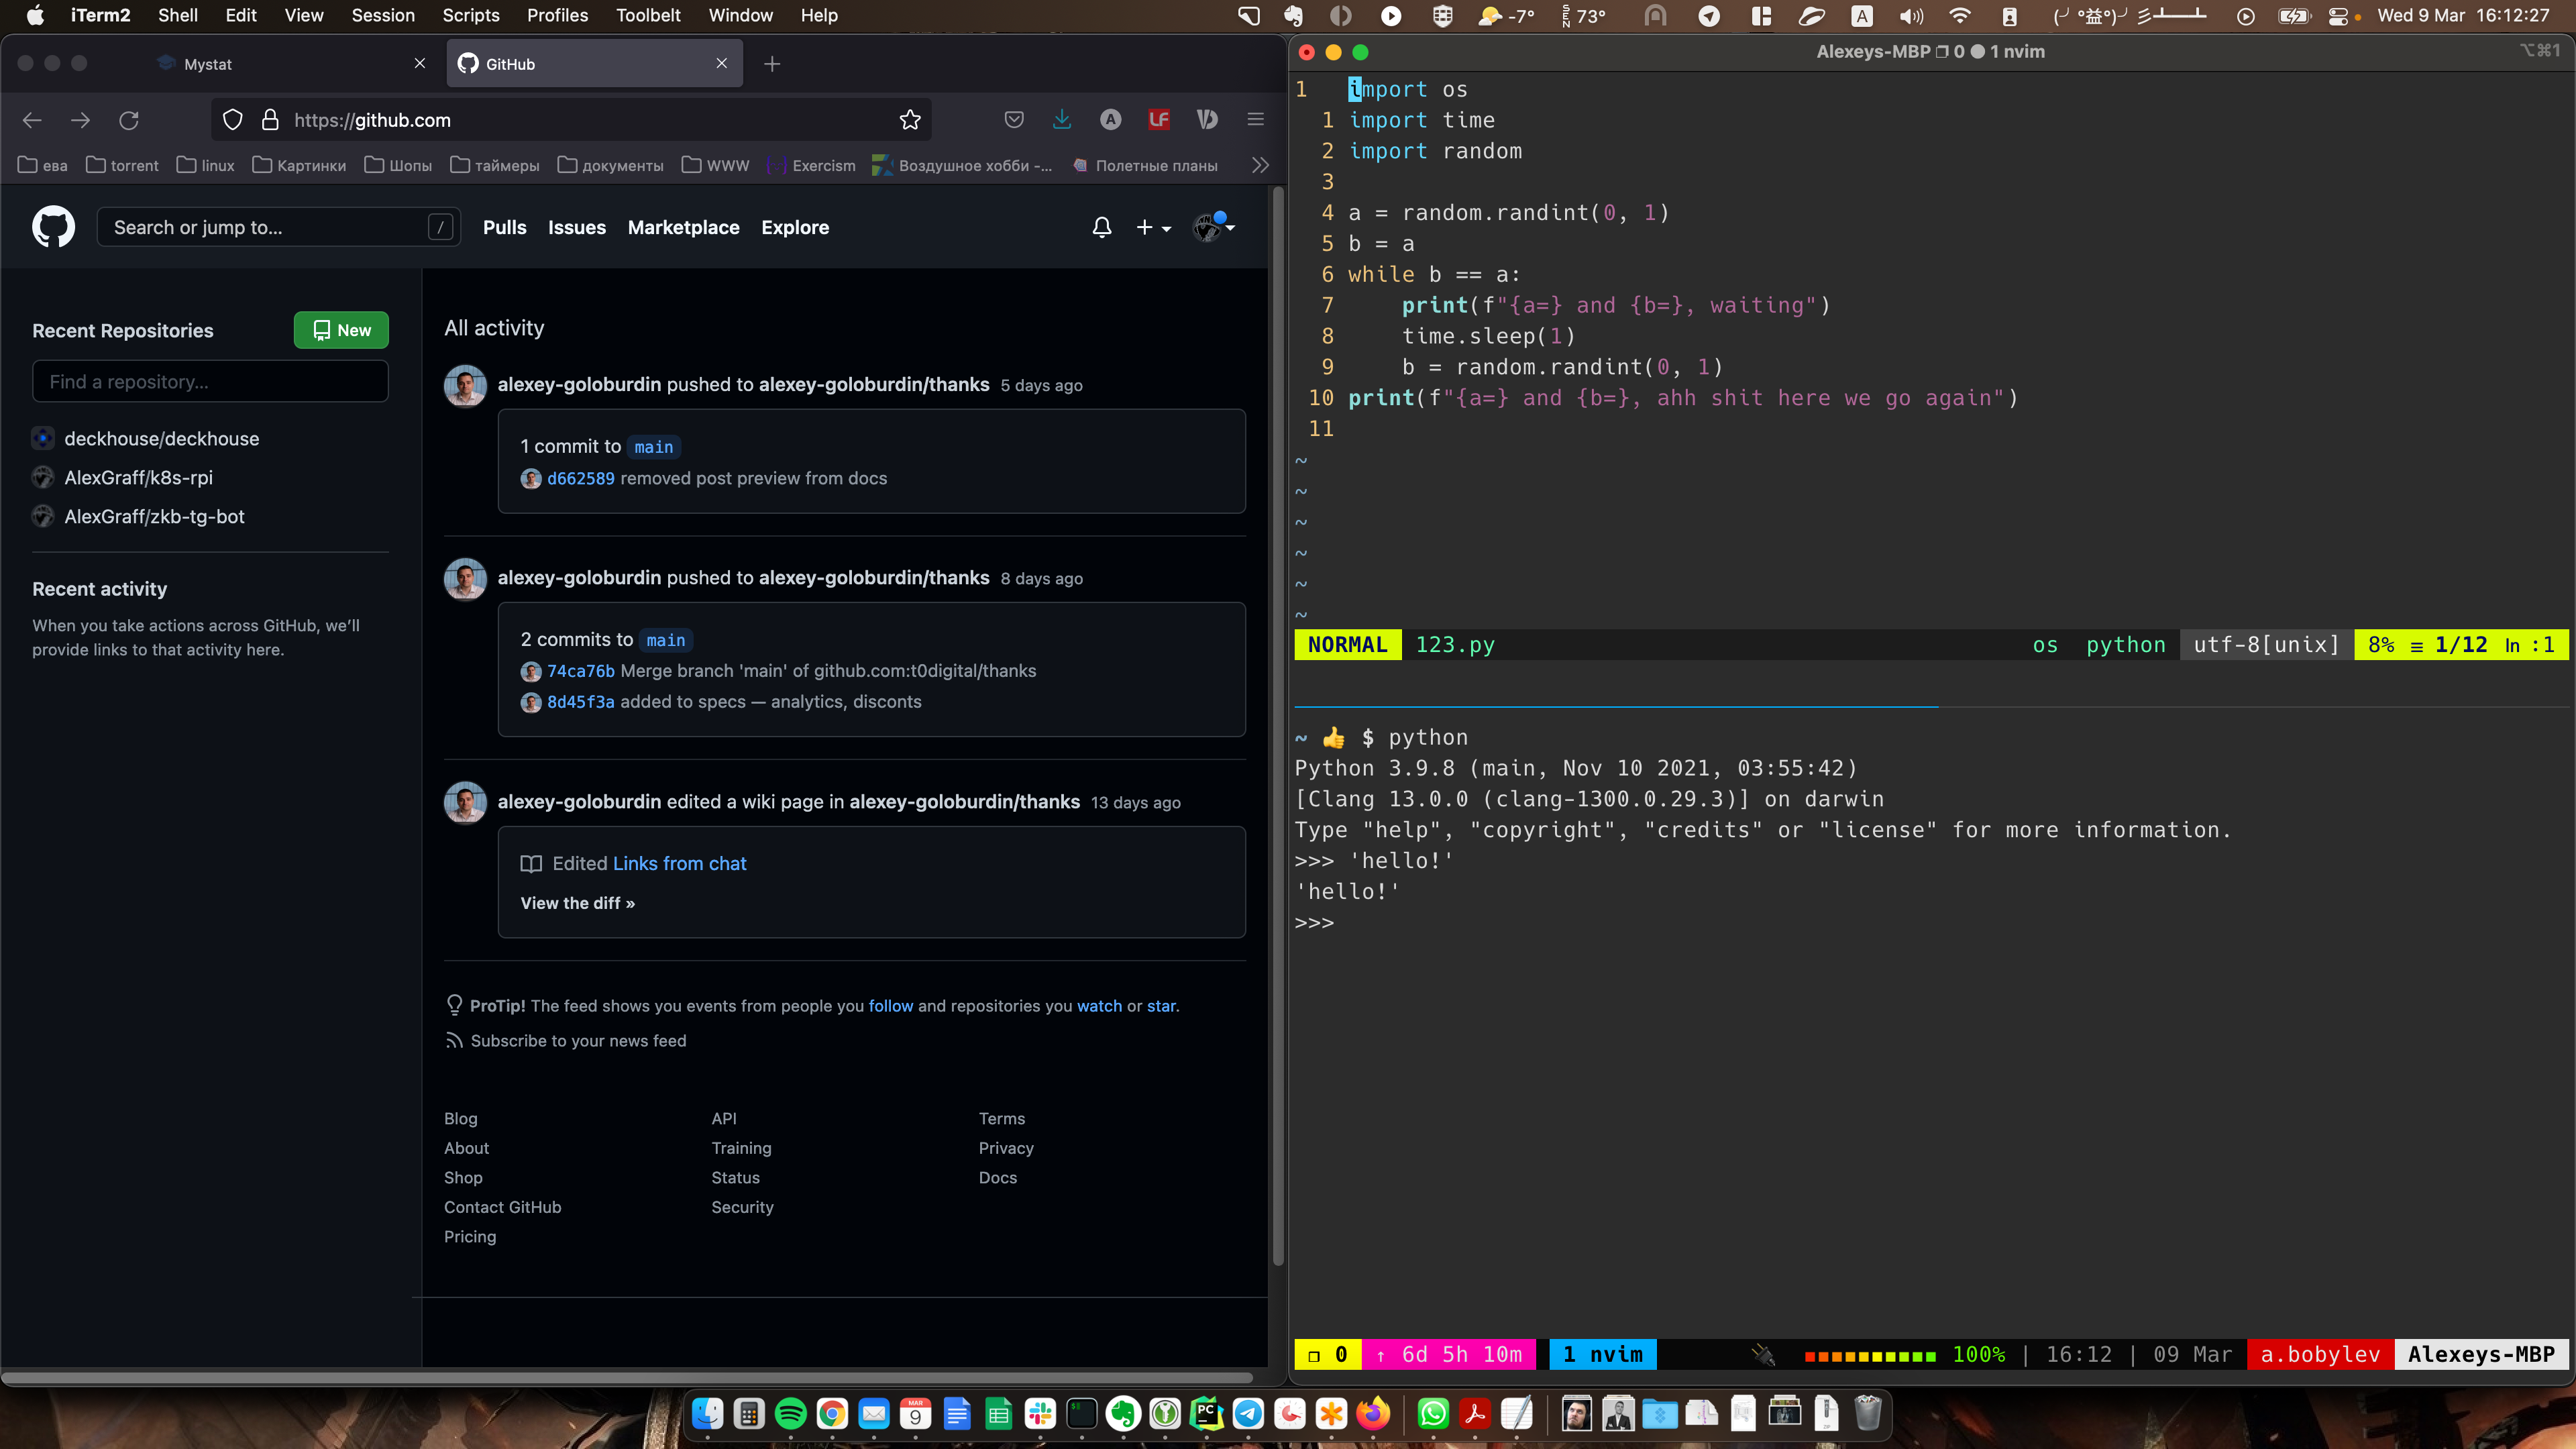 iTerm2 Shell Edit View Session Scripts Profiles Toolbelt Window Help
-7° SEN 73° A (╯°益°)╯彡┻━┻ Wed 9 Mar 16:12:27
Mystat
GitHub
https://github.com
ева torrent linux Картинки Шопы таймеры документы WWW Exercism Воздушное хобби -... Полетные планы
Search or jump to... / Pulls Issues Marketplace Explore
Recent Repositories New
Find a repository...
deckhouse/deckhouse
AlexGraff/k8s-rpi
AlexGraff/zkb-tg-bot
Recent activity
When you take actions across GitHub, we'll
provide links to that activity here.
All activity
alexey-goloburdin pushed to alexey-goloburdin/thanks 5 days ago
1 commit to main
d662589 removed post preview from docs
alexey-goloburdin pushed to alexey-goloburdin/thanks 8 days ago
2 commits to main
74ca76b Merge branch 'main' of github.com:t0digital/thanks
8d45f3a added to specs — analytics, disconts
alexey-goloburdin edited a wiki page in alexey-goloburdin/thanks 13 days ago
Edited Links from chat
View the diff »
ProTip! The feed shows you events from people you follow and repositories you watch or star.
Subscribe to your news feed
Blog API Terms
About Training Privacy
Shop Status Docs
Contact GitHub Security
Pricing
Alexeys-MBP ❐ 0 ● 1 nvim ⌥⌘1
1 import os
1 import time
2 import random
3
4 a = random.randint(0, 1)
5 b = a
6 while b == a:
7 print(f"{a=} and {b=}, waiting")
8 time.sleep(1)
9 b = random.randint(0, 1)
10 print(f"{a=} and {b=}, ahh shit here we go again")
11
~
~
~
~
~
~
NORMAL 123.py os python utf-8[unix] 8% ≡ 1/12 ln :1
~ 👍 $ python
Python 3.9.8 (main, Nov 10 2021, 03:55:42)
[Clang 13.0.0 (clang-1300.0.29.3)] on darwin
Type "help", "copyright", "credits" or "license" for more information.
>>> 'hello!'
'hello!'
>>>
❐ 0 ↑ 6d 5h 10m 1 nvim 100% | 16:12 | 09 Mar a.bobylev Alexeys-MBP
MAR
9
PC